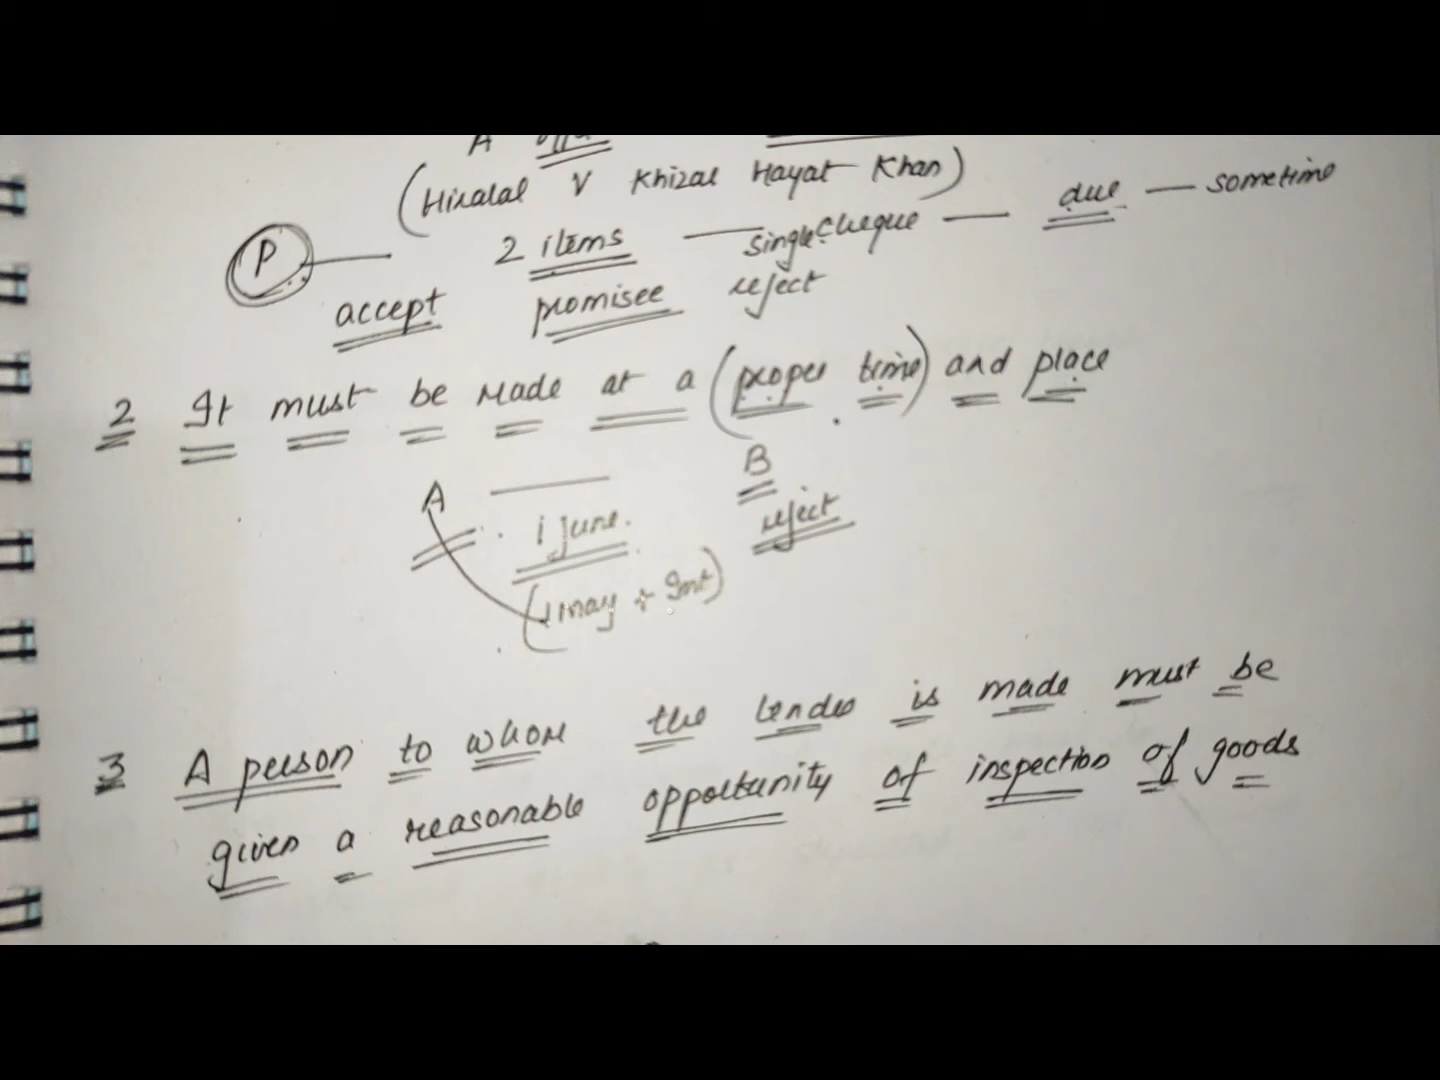 A
(Hiralal V Khizar Hayat Khan)
P — 2 items — single cheque — due — sometime
accept promisee reject
2 It must be made at a (proper time) and place
A — B
1 June. reject
(1 may + Int)
3 A person to whom the tender is made must be
given a reasonable opportunity of inspection of goods